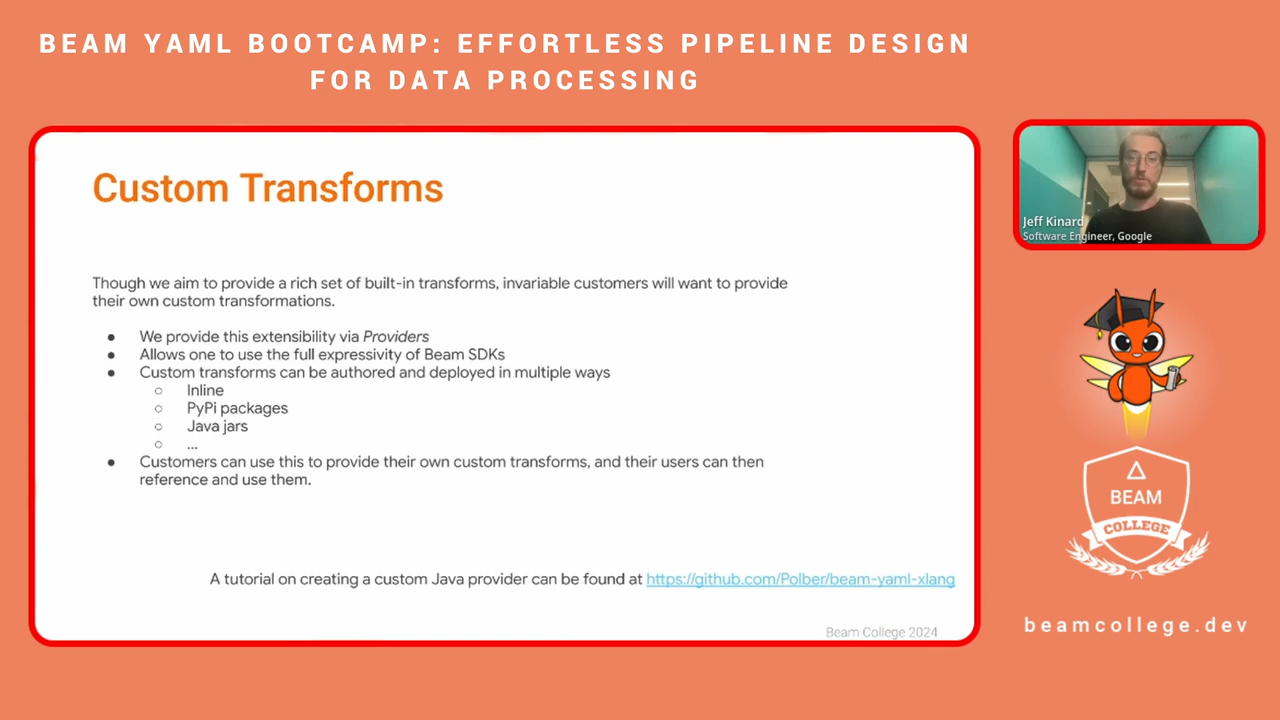 BEAM YAML BOOTCAMP: EFFORTLESS PIPELINE DESIGN
FOR DATA PROCESSING
Custom Transforms
Though we aim to provide a rich set of built-in transforms, invariable customers will want to provide
their own custom transformations.
● We provide this extensibility via Providers
● Allows one to use the full expressivity of Beam SDKs
● Custom transforms can be authored and deployed in multiple ways
○ Inline
○ PyPi packages
○ Java jars
○ ...
● Customers can use this to provide their own custom transforms, and their users can then
reference and use them.
A tutorial on creating a custom Java provider can be found at https://github.com/Polber/beam-yaml-xlang
Beam College 2024
Jeff Kinard
Software Engineer, Google
BEAM
COLLEGE
beamcollege.dev